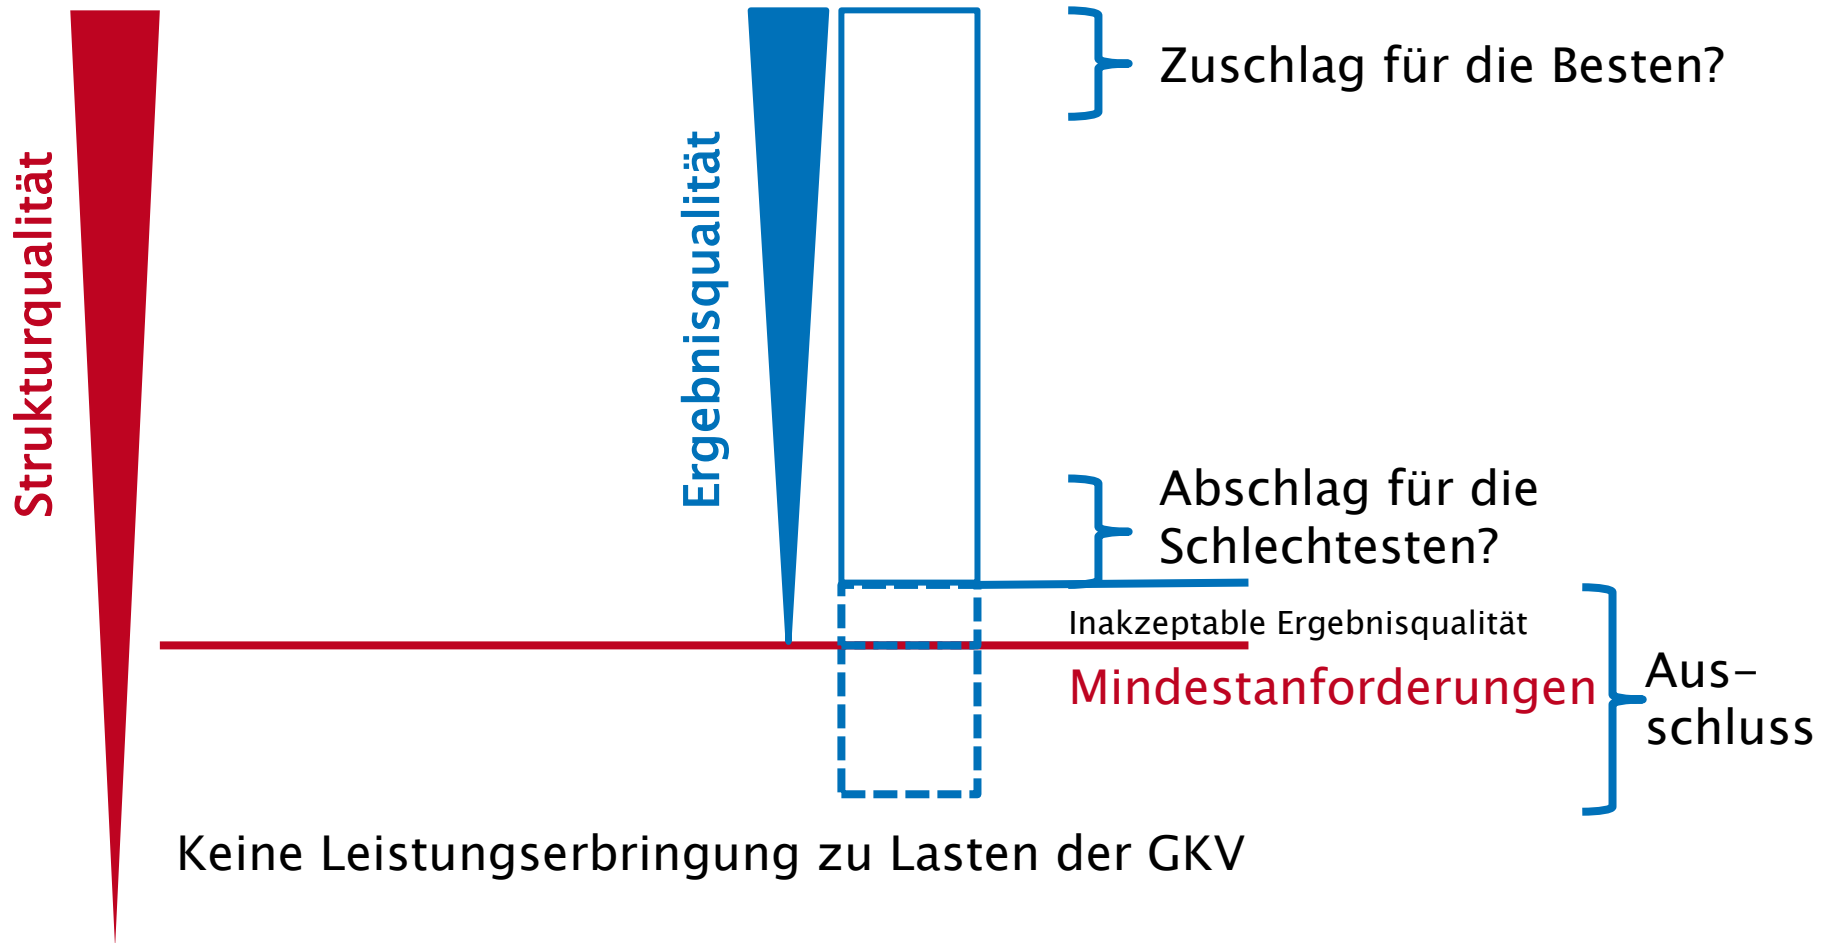 Strukturqualität
Ergebnisqualität
Zuschlag für die Besten?
Abschlag für die
Schlechtesten?
Inakzeptable Ergebnisqualität
Mindestanforderungen
Aus-
schluss
Keine Leistungserbringung zu Lasten der GKV